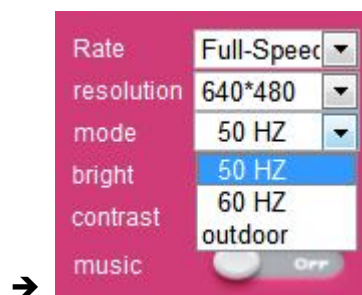 Rate Full-Speed
resolution 640*480
mode 50 HZ
bright 50 HZ
60 HZ
contrast outdoor
music OFF